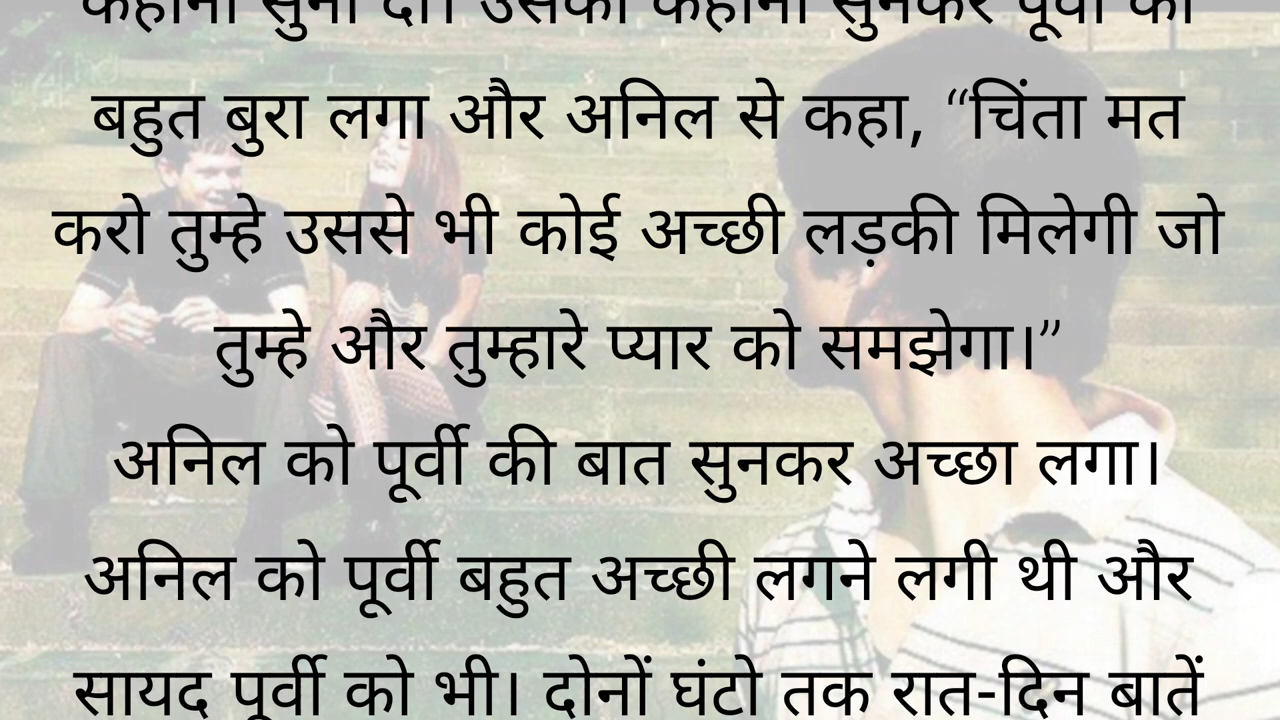 कहानी सुना दी। उसकी कहानी सुनकर पूर्वी को
बहुत बुरा लगा और अनिल से कहा, “चिंता मत
करो तुम्हे उससे भी कोई अच्छी लड़की मिलेगी जो
तुम्हे और तुम्हारे प्यार को समझेगा।”
अनिल को पूर्वी की बात सुनकर अच्छा लगा।
अनिल को पूर्वी बहुत अच्छी लगने लगी थी और
सायद पूर्वी को भी। दोनों घंटो तक रात-दिन बातें